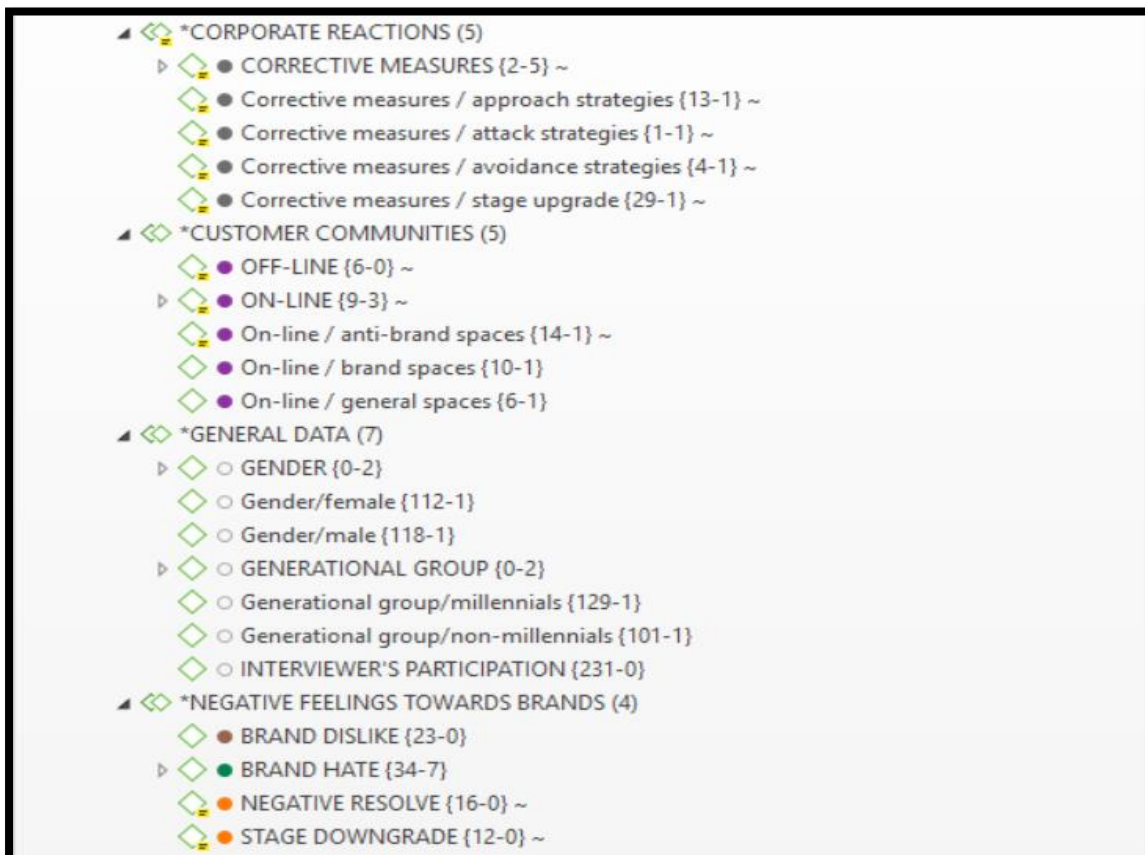 *CORPORATE REACTIONS (5)
CORRECTIVE MEASURES {2-5} ~
Corrective measures / approach strategies {13-1} ~
Corrective measures / attack strategies {1-1} ~
Corrective measures / avoidance strategies {4-1} ~
Corrective measures / stage upgrade {29-1} ~
*CUSTOMER COMMUNITIES (5)
OFF-LINE {6-0} ~
ON-LINE {9-3} ~
On-line / anti-brand spaces {14-1} ~
On-line / brand spaces {10-1}
On-line / general spaces {6-1}
*GENERAL DATA (7)
GENDER {0-2}
Gender/female {112-1}
Gender/male {118-1}
GENERATIONAL GROUP {0-2}
Generational group/millennials {129-1}
Generational group/non-millennials {101-1}
INTERVIEWER'S PARTICIPATION {231-0}
*NEGATIVE FEELINGS TOWARDS BRANDS (4)
BRAND DISLIKE {23-0}
BRAND HATE {34-7}
NEGATIVE RESOLVE {16-0} ~
STAGE DOWNGRADE {12-0} ~